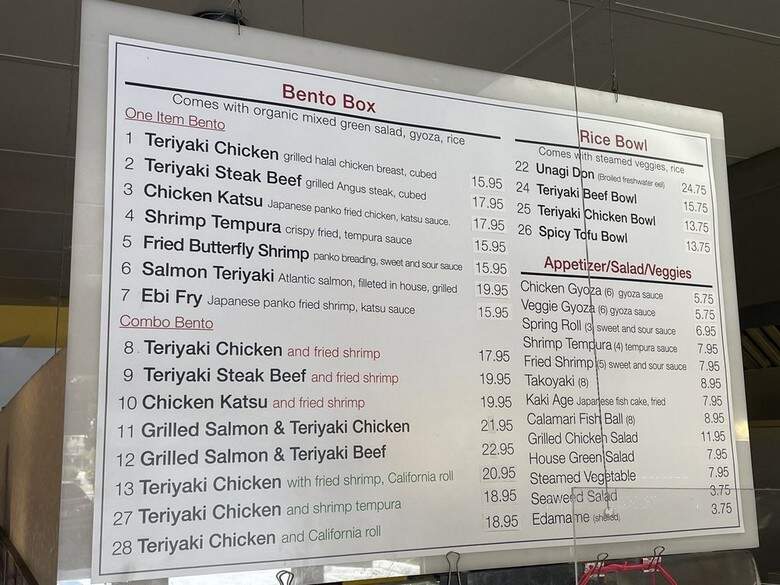 Bento Box
Comes with organic mixed green salad, gyoza, rice
One Item Bento
1 Teriyaki Chicken grilled halal chicken breast, cubed 15.95
2 Teriyaki Steak Beef grilled Angus steak, cubed 17.95
3 Chicken Katsu Japanese panko fried chicken, katsu sauce. 17.95
4 Shrimp Tempura crispy fried, tempura sauce 15.95
5 Fried Butterfly Shrimp panko breading, sweet and sour sauce 15.95
6 Salmon Teriyaki Atlantic salmon, filleted in house, grilled 19.95
7 Ebi Fry Japanese panko fried shrimp, katsu sauce 15.95
Combo Bento
8 Teriyaki Chicken and fried shrimp 17.95
9 Teriyaki Steak Beef and fried shrimp 19.95
10 Chicken Katsu and fried shrimp 19.95
11 Grilled Salmon & Teriyaki Chicken 21.95
12 Grilled Salmon & Teriyaki Beef 22.95
13 Teriyaki Chicken with fried shrimp, California roll 20.95
27 Teriyaki Chicken and shrimp tempura 18.95
28 Teriyaki Chicken and California roll 18.95
Rice Bowl
Comes with steamed veggies, rice
22 Unagi Don (Broiled freshwater eel) 24.75
24 Teriyaki Beef Bowl 15.75
25 Teriyaki Chicken Bowl 13.75
26 Spicy Tofu Bowl 13.75
Appetizer/Salad/Veggies
Chicken Gyoza (6) gyoza sauce 5.75
Veggie Gyoza (6) gyoza sauce 5.75
Spring Roll (3) sweet and sour sauce 6.95
Shrimp Tempura (4) tempura sauce 7.95
Fried Shrimp (5) sweet and sour sauce 7.95
Takoyaki (8) 8.95
Kaki Age Japanese fish cake, fried 7.95
Calamari Fish Ball (8) 8.95
Grilled Chicken Salad 11.95
House Green Salad 7.95
Steamed Vegetable 7.95
Seaweed Salad 3.75
Edamame (shelled) 3.75